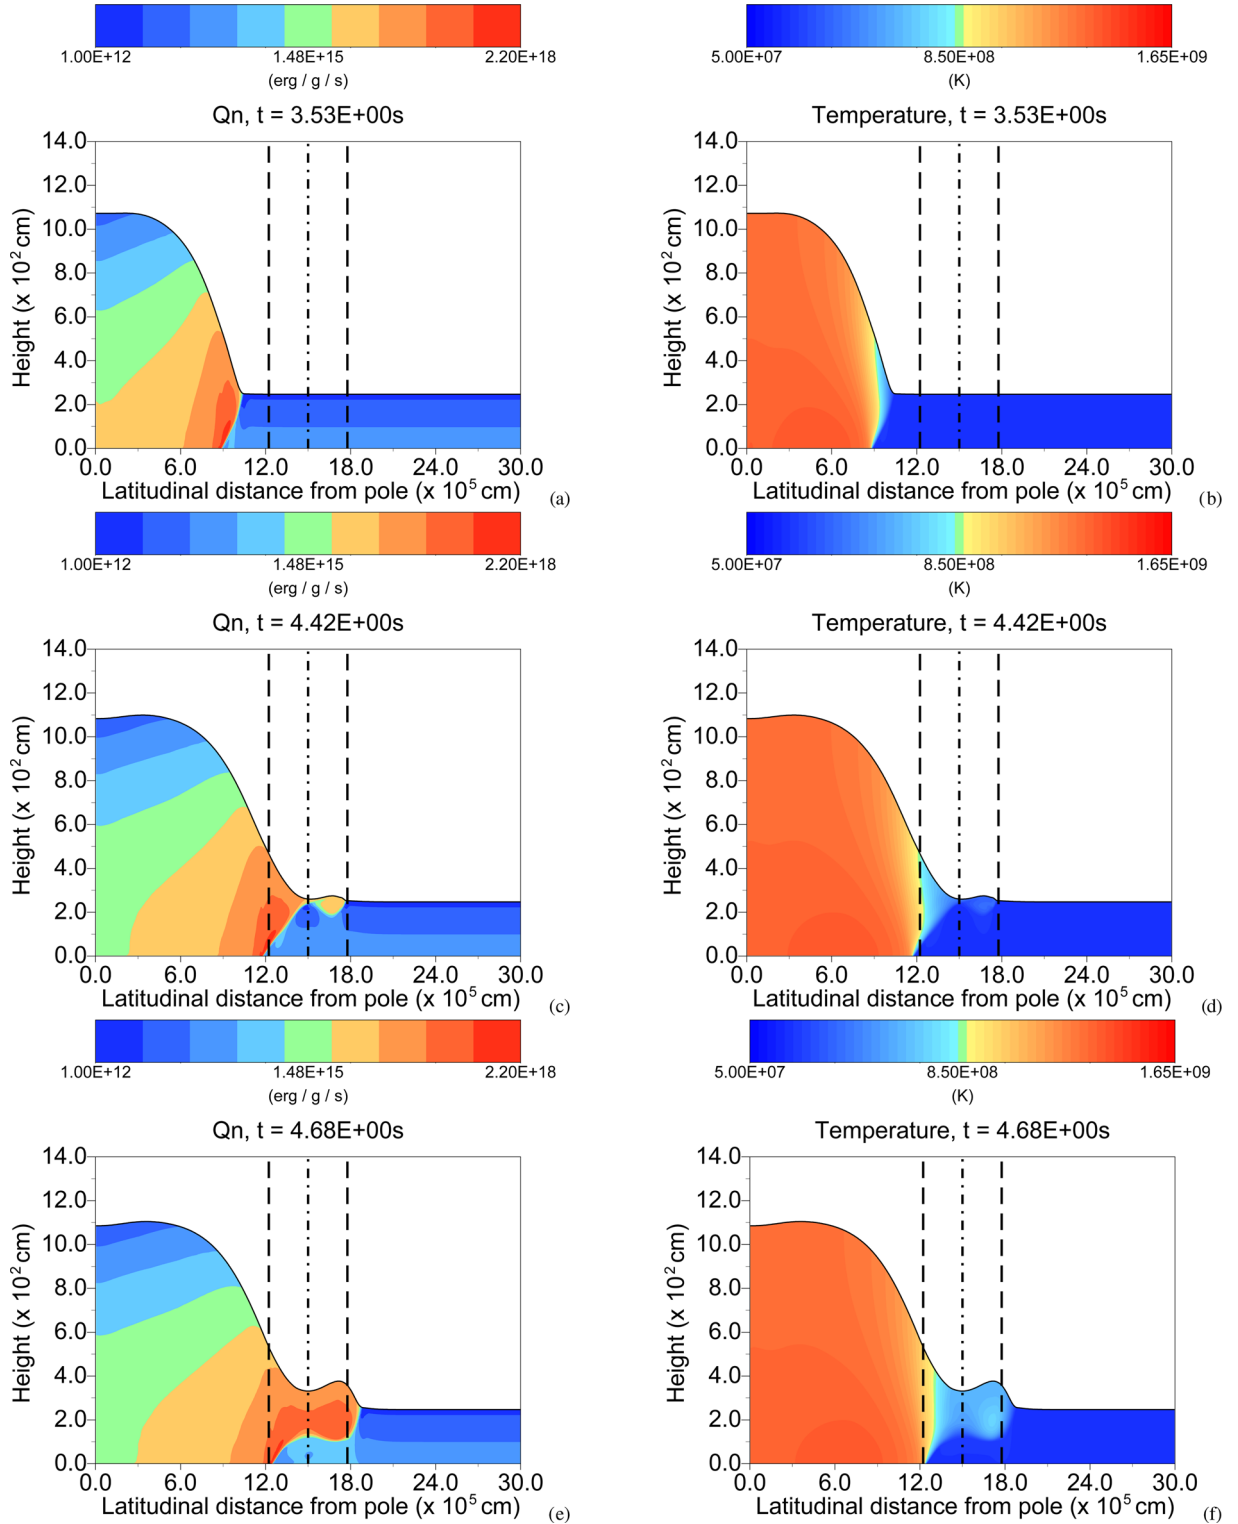 1.00E+12 1.48E+15 2.20E+18
(erg / g / s)
Qn, t = 3.53E+00s
14.0
12.0
10.0
8.0
6.0
4.0
2.0
0.0
Height (x 10² cm)
0.0 6.0 12.0 18.0 24.0 30.0
Latitudinal distance from pole (x 10⁵ cm) (a)
5.00E+07 8.50E+08 1.65E+09
(K)
Temperature, t = 3.53E+00s
14.0
12.0
10.0
8.0
6.0
4.0
2.0
0.0
Height (x 10² cm)
0.0 6.0 12.0 18.0 24.0 30.0
Latitudinal distance from pole (x 10⁵ cm) (b)
1.00E+12 1.48E+15 2.20E+18
(erg / g / s)
Qn, t = 4.42E+00s
14.0
12.0
10.0
8.0
6.0
4.0
2.0
0.0
Height (x 10² cm)
0.0 6.0 12.0 18.0 24.0 30.0
Latitudinal distance from pole (x 10⁵ cm) (c)
5.00E+07 8.50E+08 1.65E+09
(K)
Temperature, t = 4.42E+00s
14.0
12.0
10.0
8.0
6.0
4.0
2.0
0.0
Height (x 10² cm)
0.0 6.0 12.0 18.0 24.0 30.0
Latitudinal distance from pole (x 10⁵ cm) (d)
1.00E+12 1.48E+15 2.20E+18
(erg / g / s)
Qn, t = 4.68E+00s
14.0
12.0
10.0
8.0
6.0
4.0
2.0
0.0
Height (x 10² cm)
0.0 6.0 12.0 18.0 24.0 30.0
Latitudinal distance from pole (x 10⁵ cm) (e)
5.00E+07 8.50E+08 1.65E+09
(K)
Temperature, t = 4.68E+00s
14.0
12.0
10.0
8.0
6.0
4.0
2.0
0.0
Height (x 10² cm)
0.0 6.0 12.0 18.0 24.0 30.0
Latitudinal distance from pole (x 10⁵ cm) (f)